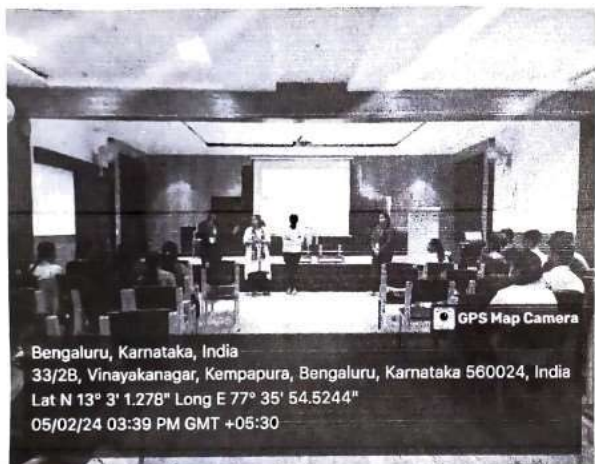 GPS Map Camera
Bengaluru, Karnataka, India
33/2B, Vinayakanagar, Kempapura, Bengaluru, Karnataka 560024, India
Lat N 13° 3' 1.278" Long E 77° 35' 54.5244"
05/02/24 03:39 PM GMT +05:30